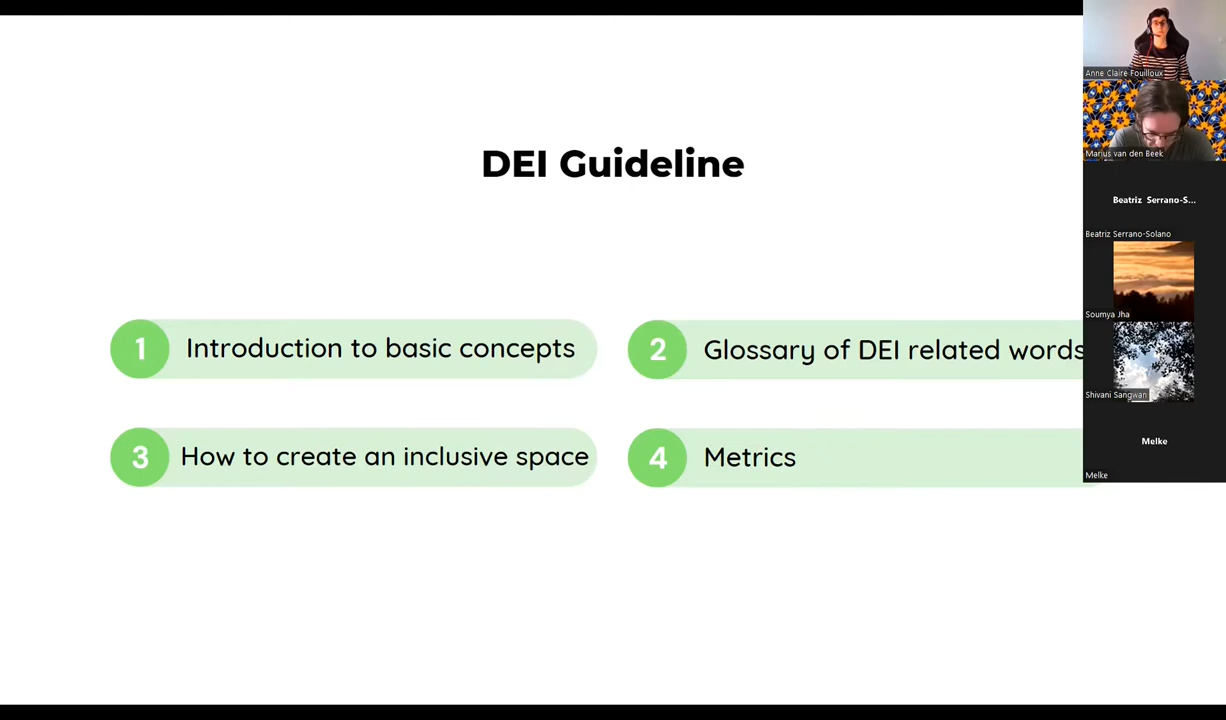 DEI Guideline
1 Introduction to basic concepts
2 Glossary of DEI related words
3 How to create an inclusive space
4 Metrics
Anne Claire Fouilloux
Marius van den Beek
Beatriz Serrano-S...
Beatriz Serrano-Solano
Soumya Jha
Shivani Sangwan
Melke
Melke